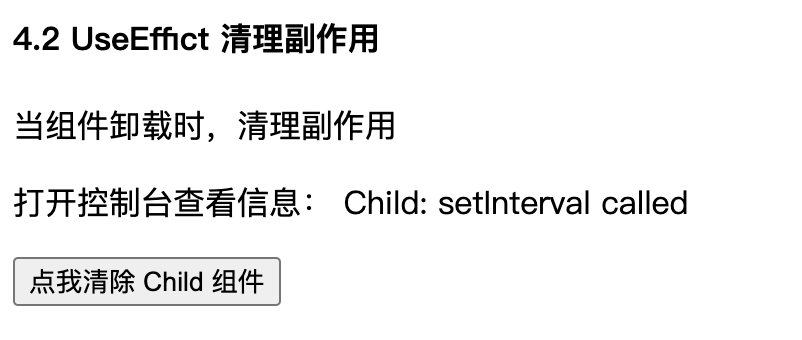 4.2 UseEffict 清理副作用
当组件卸载时，清理副作用
打开控制台查看信息： Child: setInterval called
点我清除 Child 组件